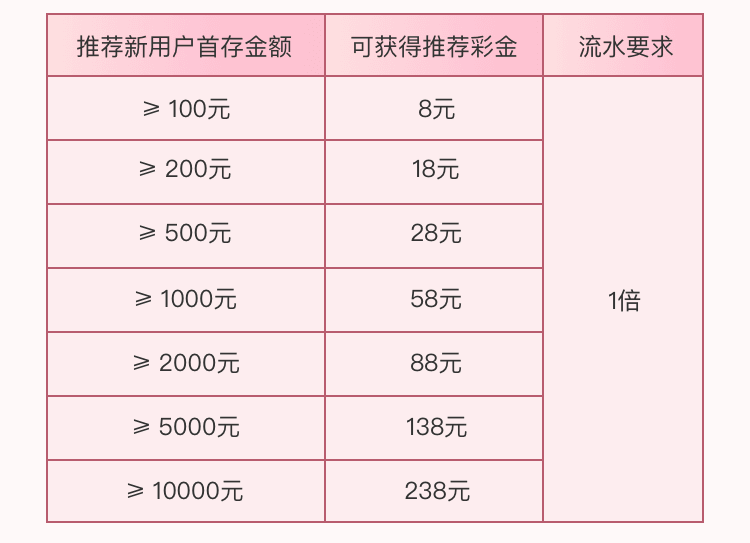 推荐新用户首存金额 可获得推荐彩金 流水要求
⩾ 100元 8元
⩾ 200元 18元
⩾ 500元 28元
⩾ 1000元 58元 1倍
⩾ 2000元 88元
⩾ 5000元 138元
⩾ 10000元 238元